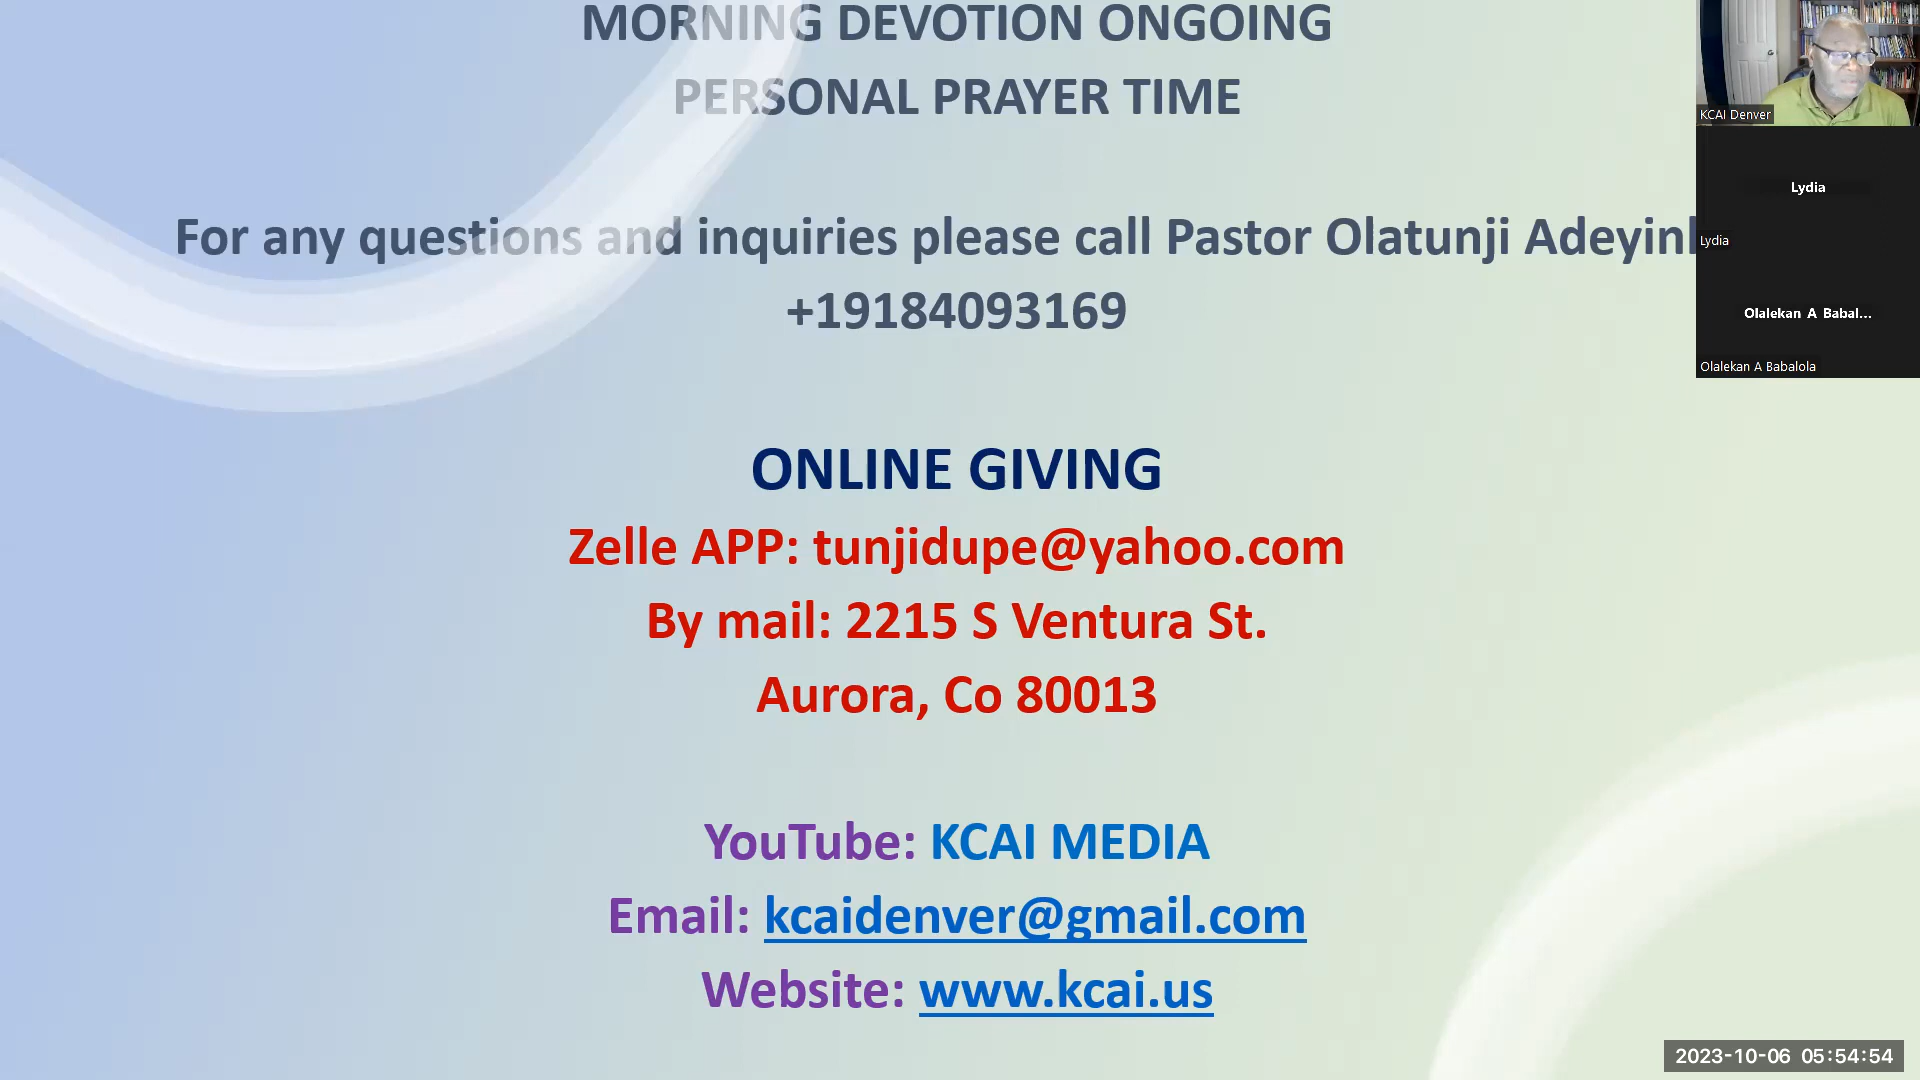 MORNING DEVOTION ONGOING
PERSONAL PRAYER TIME
For any questions and inquiries please call Pastor Olatunji
+19184093169
ONLINE GIVING
Zelle APP: tunjidupe@yahoo.com
By mail: 2215 S Ventura St.
Aurora, Co 80013
YouTube: KCAI MEDIA
Email: kcaidenver@gmail.com
Website: www.kcai.us
KCAI Denver
Lydia
Lydia
Olalekan A Babal...
Olalekan A Babalola
2023-10-06 05:54:54